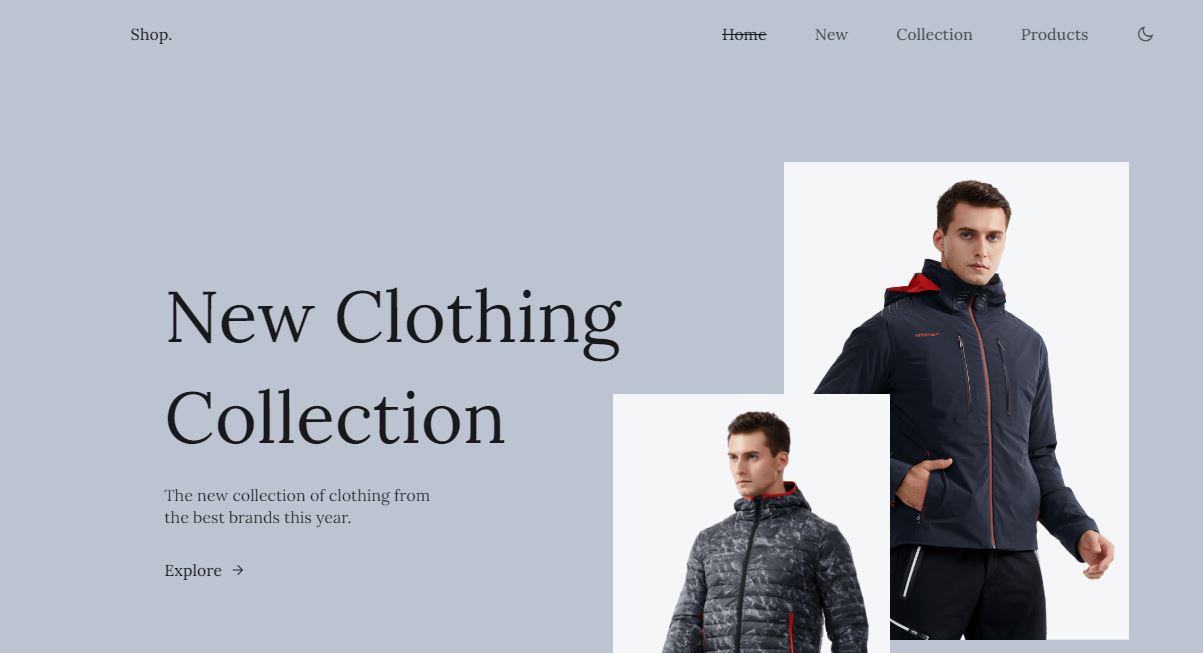 Shop.
Home New Collection Products
New Clothing
Collection
The new collection of clothing from
the best brands this year.
Explore